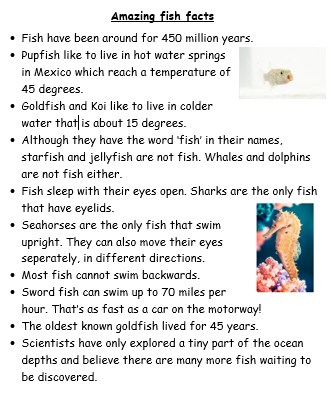 Amazing fish facts
• Fish have been around for 450 million years.
• Pupfish like to live in hot water springs
in Mexico which reach a temperature of
45 degrees.
• Goldfish and Koi like to live in colder
water that is about 15 degrees.
• Although they have the word 'fish' in their names,
starfish and jellyfish are not fish. Whales and dolphins
are not fish either.
• Fish sleep with their eyes open. Sharks are the only fish
that have eyelids.
• Seahorses are the only fish that swim
upright. They can also move their eyes
seperately, in different directions.
• Most fish cannot swim backwards.
• Sword fish can swim up to 70 miles per
hour. That's as fast as a car on the motorway!
• The oldest known goldfish lived for 45 years.
• Scientists have only explored a tiny part of the ocean
depths and believe there are many more fish waiting to
be discovered.